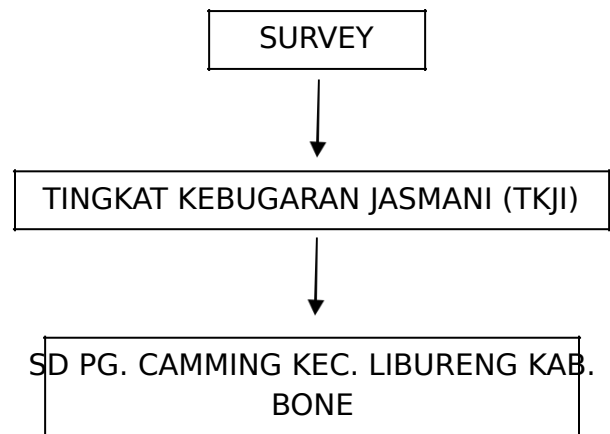 SURVEY
TINGKAT KEBUGARAN JASMANI (TKJI)
SD PG. CAMMING KEC. LIBURENG KAB.
BONE